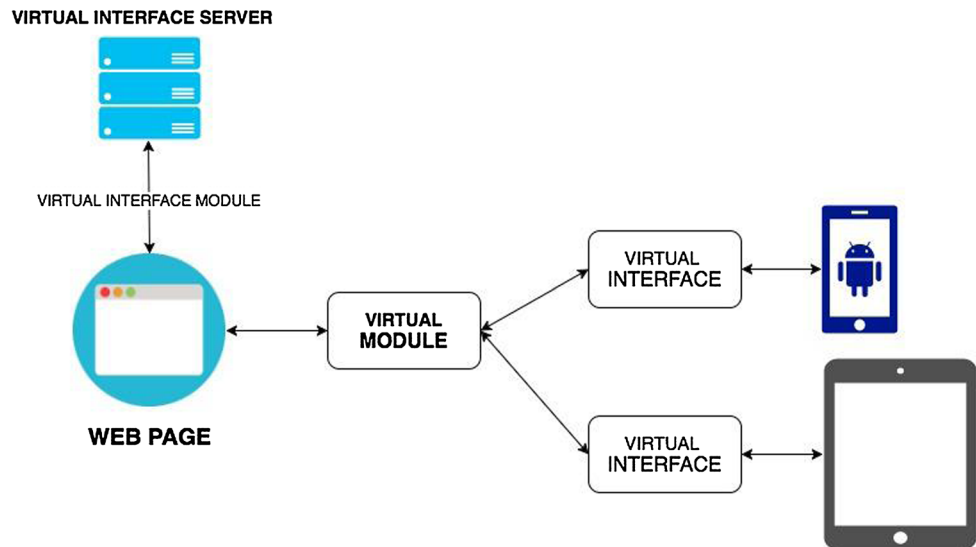 VIRTUAL INTERFACE SERVER
VIRTUAL INTERFACE MODULE
WEB PAGE
VIRTUAL
MODULE
VIRTUAL
INTERFACE
VIRTUAL
INTERFACE